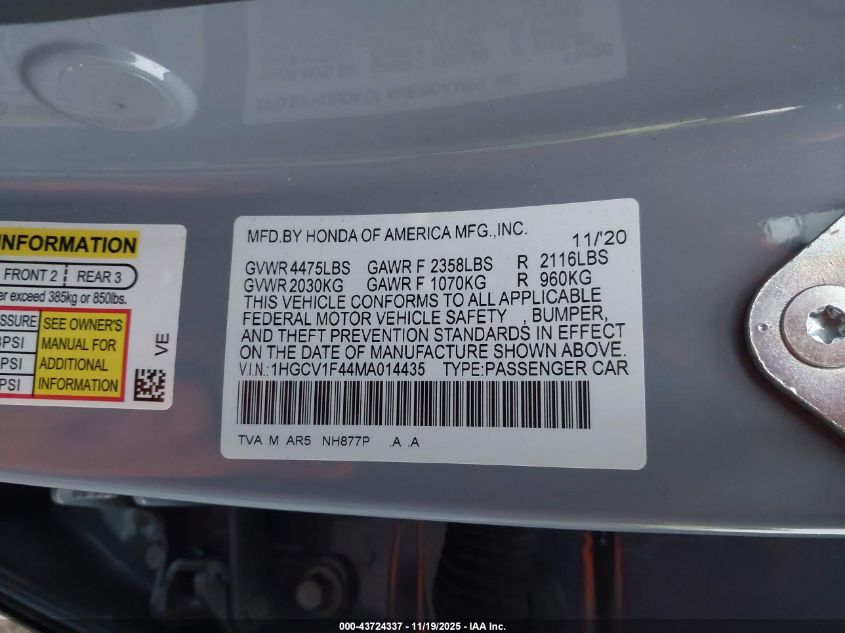 INFORMATION
FRONT 2 REAR 3
er exceed 385kg or 850lbs.
SSURE
PSI
PSI
PSI
SEE OWNER'S
MANUAL FOR
ADDITIONAL
INFORMATION
VE
MFD.BY HONDA OF AMERICA MFG.,INC.
11/'20
GVWR 4475LBS GAWR F 2358LBS R 2116LBS
GVWR 2030KG GAWR F 1070KG R 960KG
THIS VEHICLE CONFORMS TO ALL APPLICABLE
FEDERAL MOTOR VEHICLE SAFETY , BUMPER,
AND THEFT PREVENTION STANDARDS IN EFFECT
ON THE DATE OF MANUFACTURE SHOWN ABOVE.
V.I.N.:1HGCV1F44MA014435 TYPE:PASSENGER CAR
TVA M AR5 NH877P .A .A
000-43724337 - 11/19/2025 - IAA Inc.